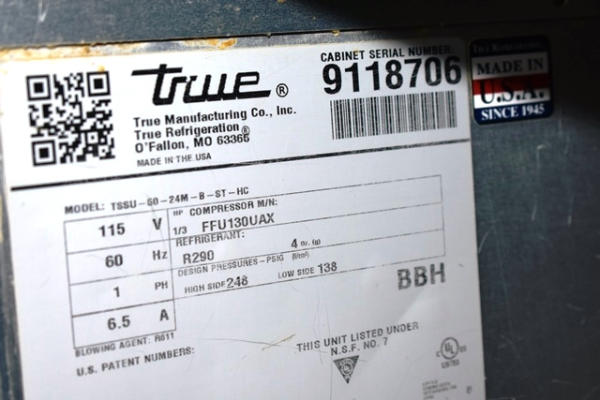 true®
CABINET SERIAL NUMBER:
9118706
True Manufacturing Co., Inc.
True Refrigeration®
O'Fallon, MO 63366
MADE IN THE USA
MADE IN
U.S.A.
SINCE 1945
MODEL: TSSU-60-24M-B-ST-HC
115 V
60 Hz
1 PH
6.5 A
HP COMPRESSOR M/N:
1/3 FFU130UAX
REFRIGERANT:
R290 4 oz.
DESIGN PRESSURES-PSIG
HIGH SIDE 248 LOW SIDE 138
BBH
BLOWING AGENT: R611
U.S. PATENT NUMBERS:
THIS UNIT LISTED UNDER
N.S.F. NO. 7
C UL US
LISTED